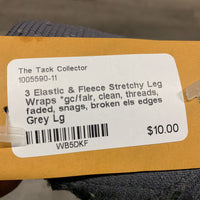 The Tack Collector
1005590-11
3 Elastic & Fleece Stretchy Leg
Wraps *gc/fair, clean, threads,
faded, snags, broken els edges
Grey Lg
$10.00
WB5DKF